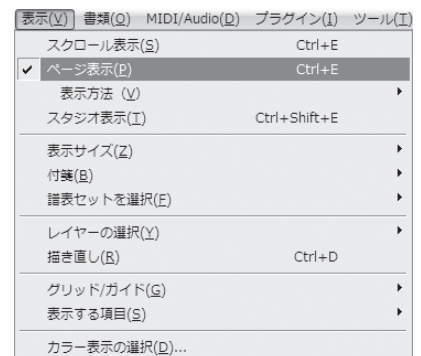 表示(V) 書類(O) MIDI/Audio(D) プラグイン(I) ツール(T)
スクロール表示(S) Ctrl+E
✔ ページ表示(P) Ctrl+E
表示方法 (V)
スタジオ表示(T) Ctrl+Shift+E
表示サイズ(Z)
付箋(B)
譜表セットを選択(F)
レイヤーの選択(Y)
描き直し(R) Ctrl+D
グリッド/ガイド(G)
表示する項目(S)
カラー表示の選択(D)...